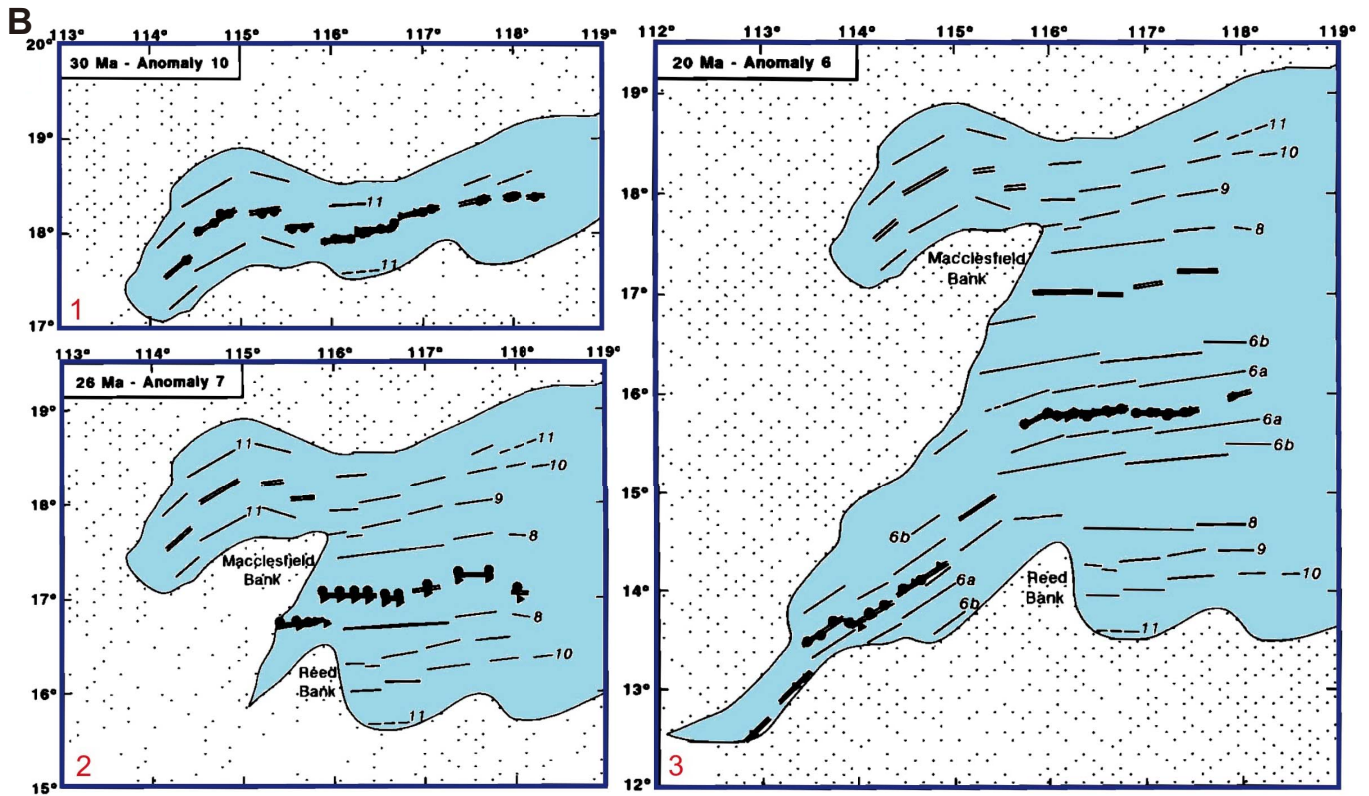 B
113° 114° 115° 116° 117° 118° 119°
20°
30 Ma - Anomaly 10
19°
11
18°
11
1
17°
113° 114° 115° 116° 117° 118° 119°
26 Ma - Anomaly 7
19°
11
11
10
18°
9
11
8
Macclesfield
Bank
17°
8
Reed
Bank
10
16°
11
2
15°
112° 113° 114° 115° 116° 117° 118° 119°
20 Ma - Anomaly 6
19°
11
10
18°
9
8
Macclesfield
Bank
17°
6b
6a
16°
6a
6b
15°
8
6b
9
14°
6a
Reed
Bank
10
6b
11
13°
3
12°